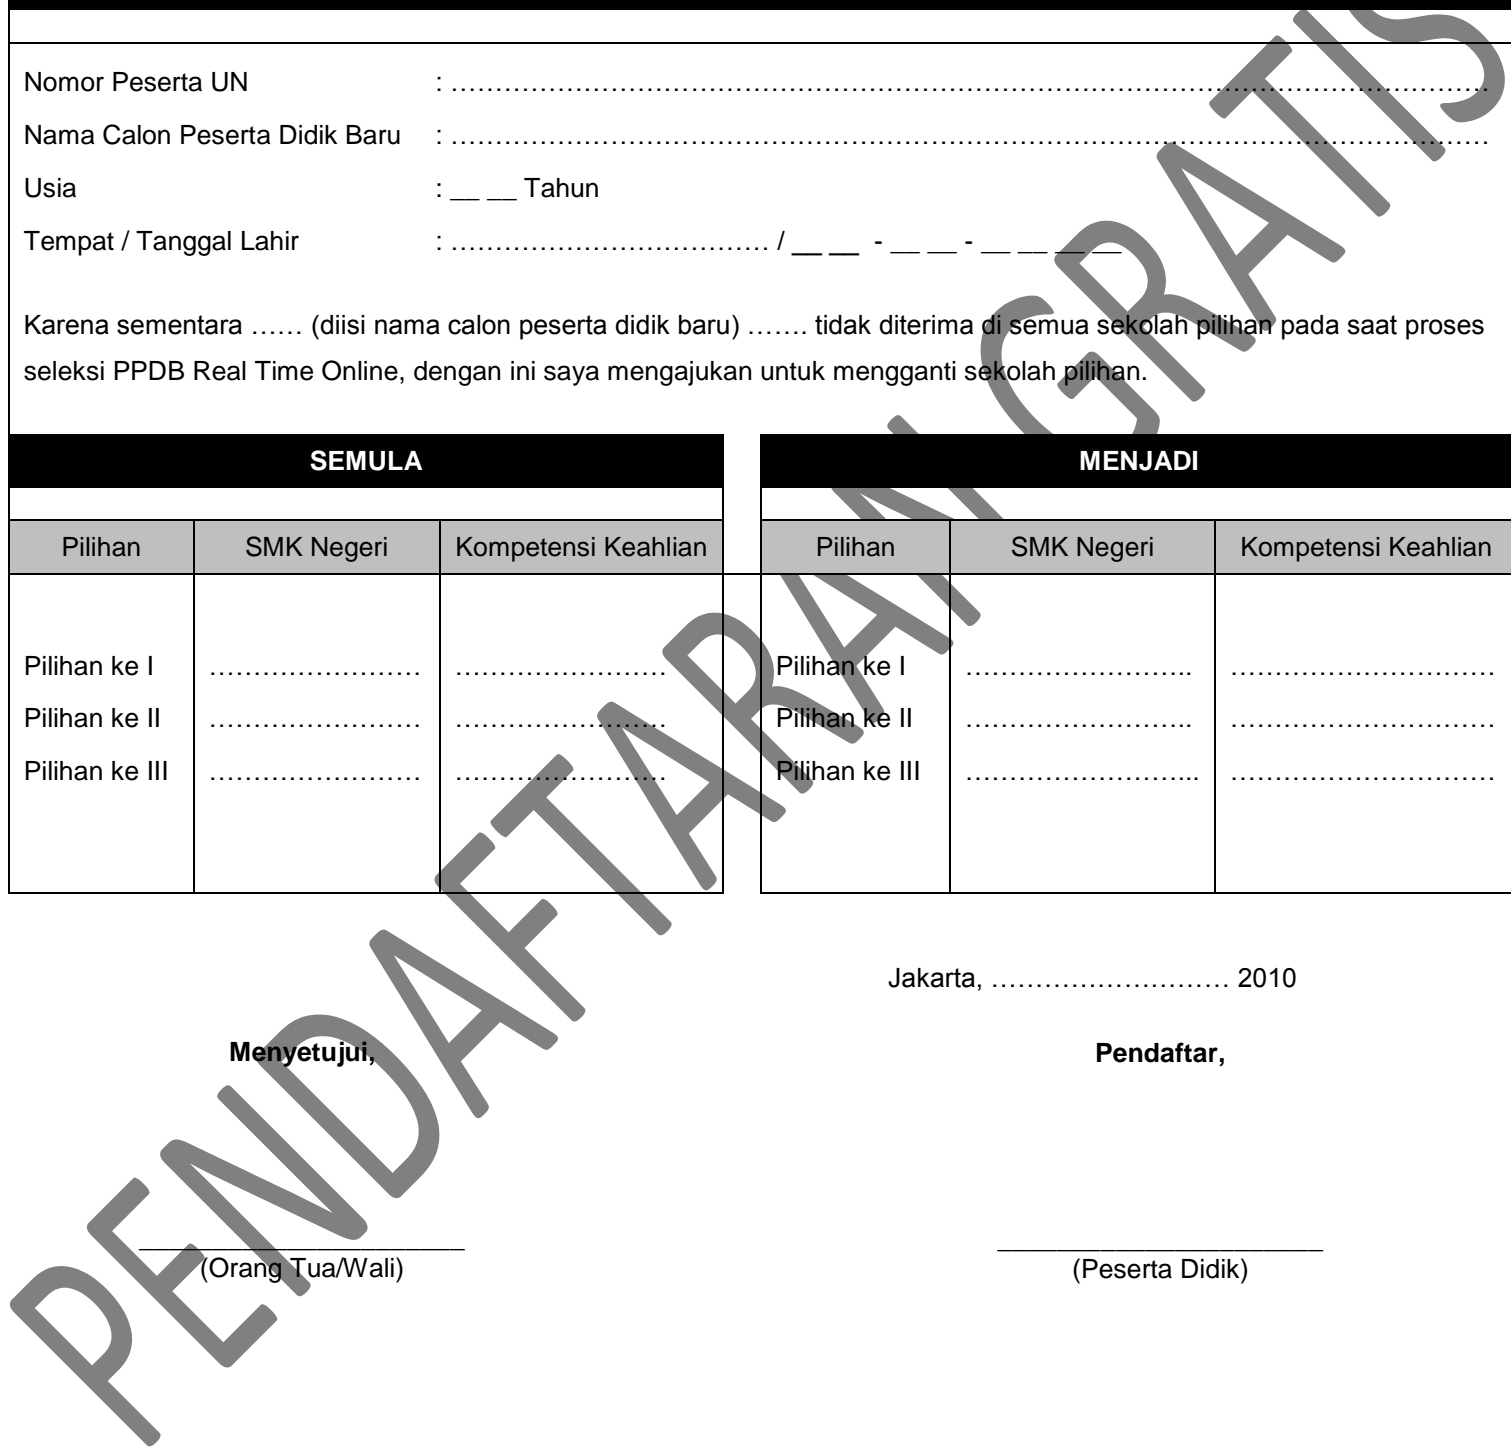 Nomor Peserta UN : ……………………………………………………………………………………………………….
Nama Calon Peserta Didik Baru : ………………………………………………………………………………………………………
Usia : __ __ Tahun
Tempat / Tanggal Lahir : ……………………………… / __ __ - __ __ - __ __ __ __
Karena sementara …… (diisi nama calon peserta didik baru) ……. tidak diterima di semua sekolah pilihan pada saat proses
seleksi PPDB Real Time Online, dengan ini saya mengajukan untuk mengganti sekolah pilihan.
SEMULA MENJADI
Pilihan SMK Negeri Kompetensi Keahlian Pilihan SMK Negeri Kompetensi Keahlian
Pilihan ke I …………………… …………………… Pilihan ke I …………………….. …………………………
Pilihan ke II …………………… …………………… Pilihan ke II …………………….. …………………………
Pilihan ke III …………………… …………………… Pilihan ke III ……………………... …………………………
Jakarta, ……………………… 2010
Menyetujui, Pendaftar,
______________________ ______________________
(Orang Tua/Wali) (Peserta Didik)
PENDAFTARAN GRATIS